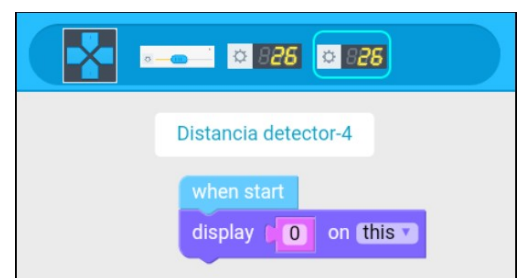 26 26
Distancia detector-4
when start
display 0 on this